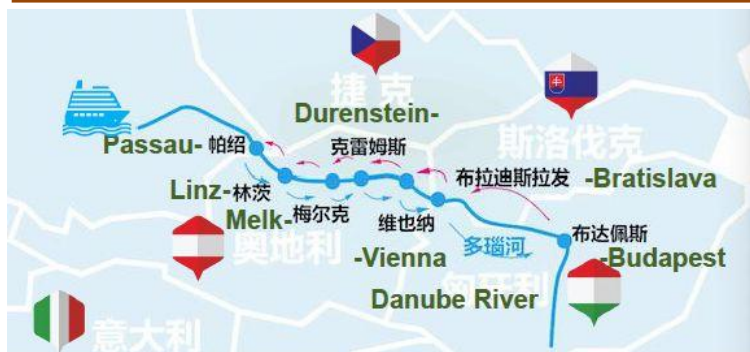 捷克
Durenstein-
斯洛伐克
Passau- 帕绍
克雷姆斯
Linz-林茨
布拉迪斯拉发 -Bratislava
Melk-梅尔克
维也纳
奥地利
布达佩斯
-Vienna
多瑙河
-Budapest
匈牙利
Danube River
意大利